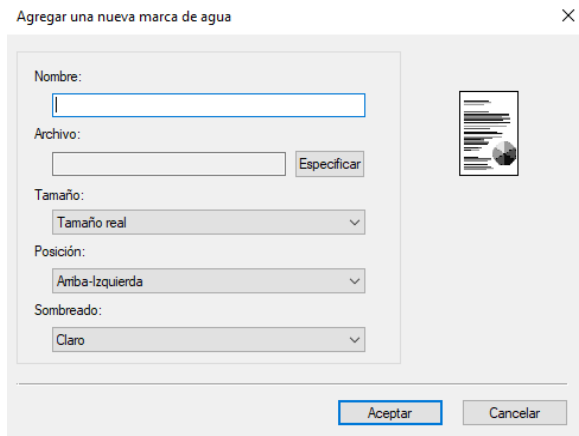 Agregar una nueva marca de agua
Nombre:
Archivo:
Especificar
Tamaño:
Tamaño real
Posición:
Arriba-Izquierda
Sombreado:
Claro
Aceptar
Cancelar